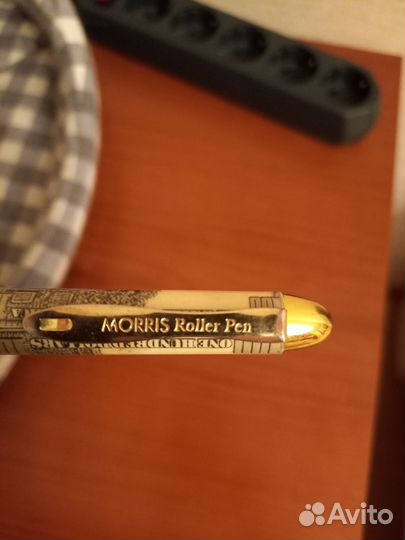 MORRIS Roller Pen
ONE HUNDRED DOLLARS
Avito